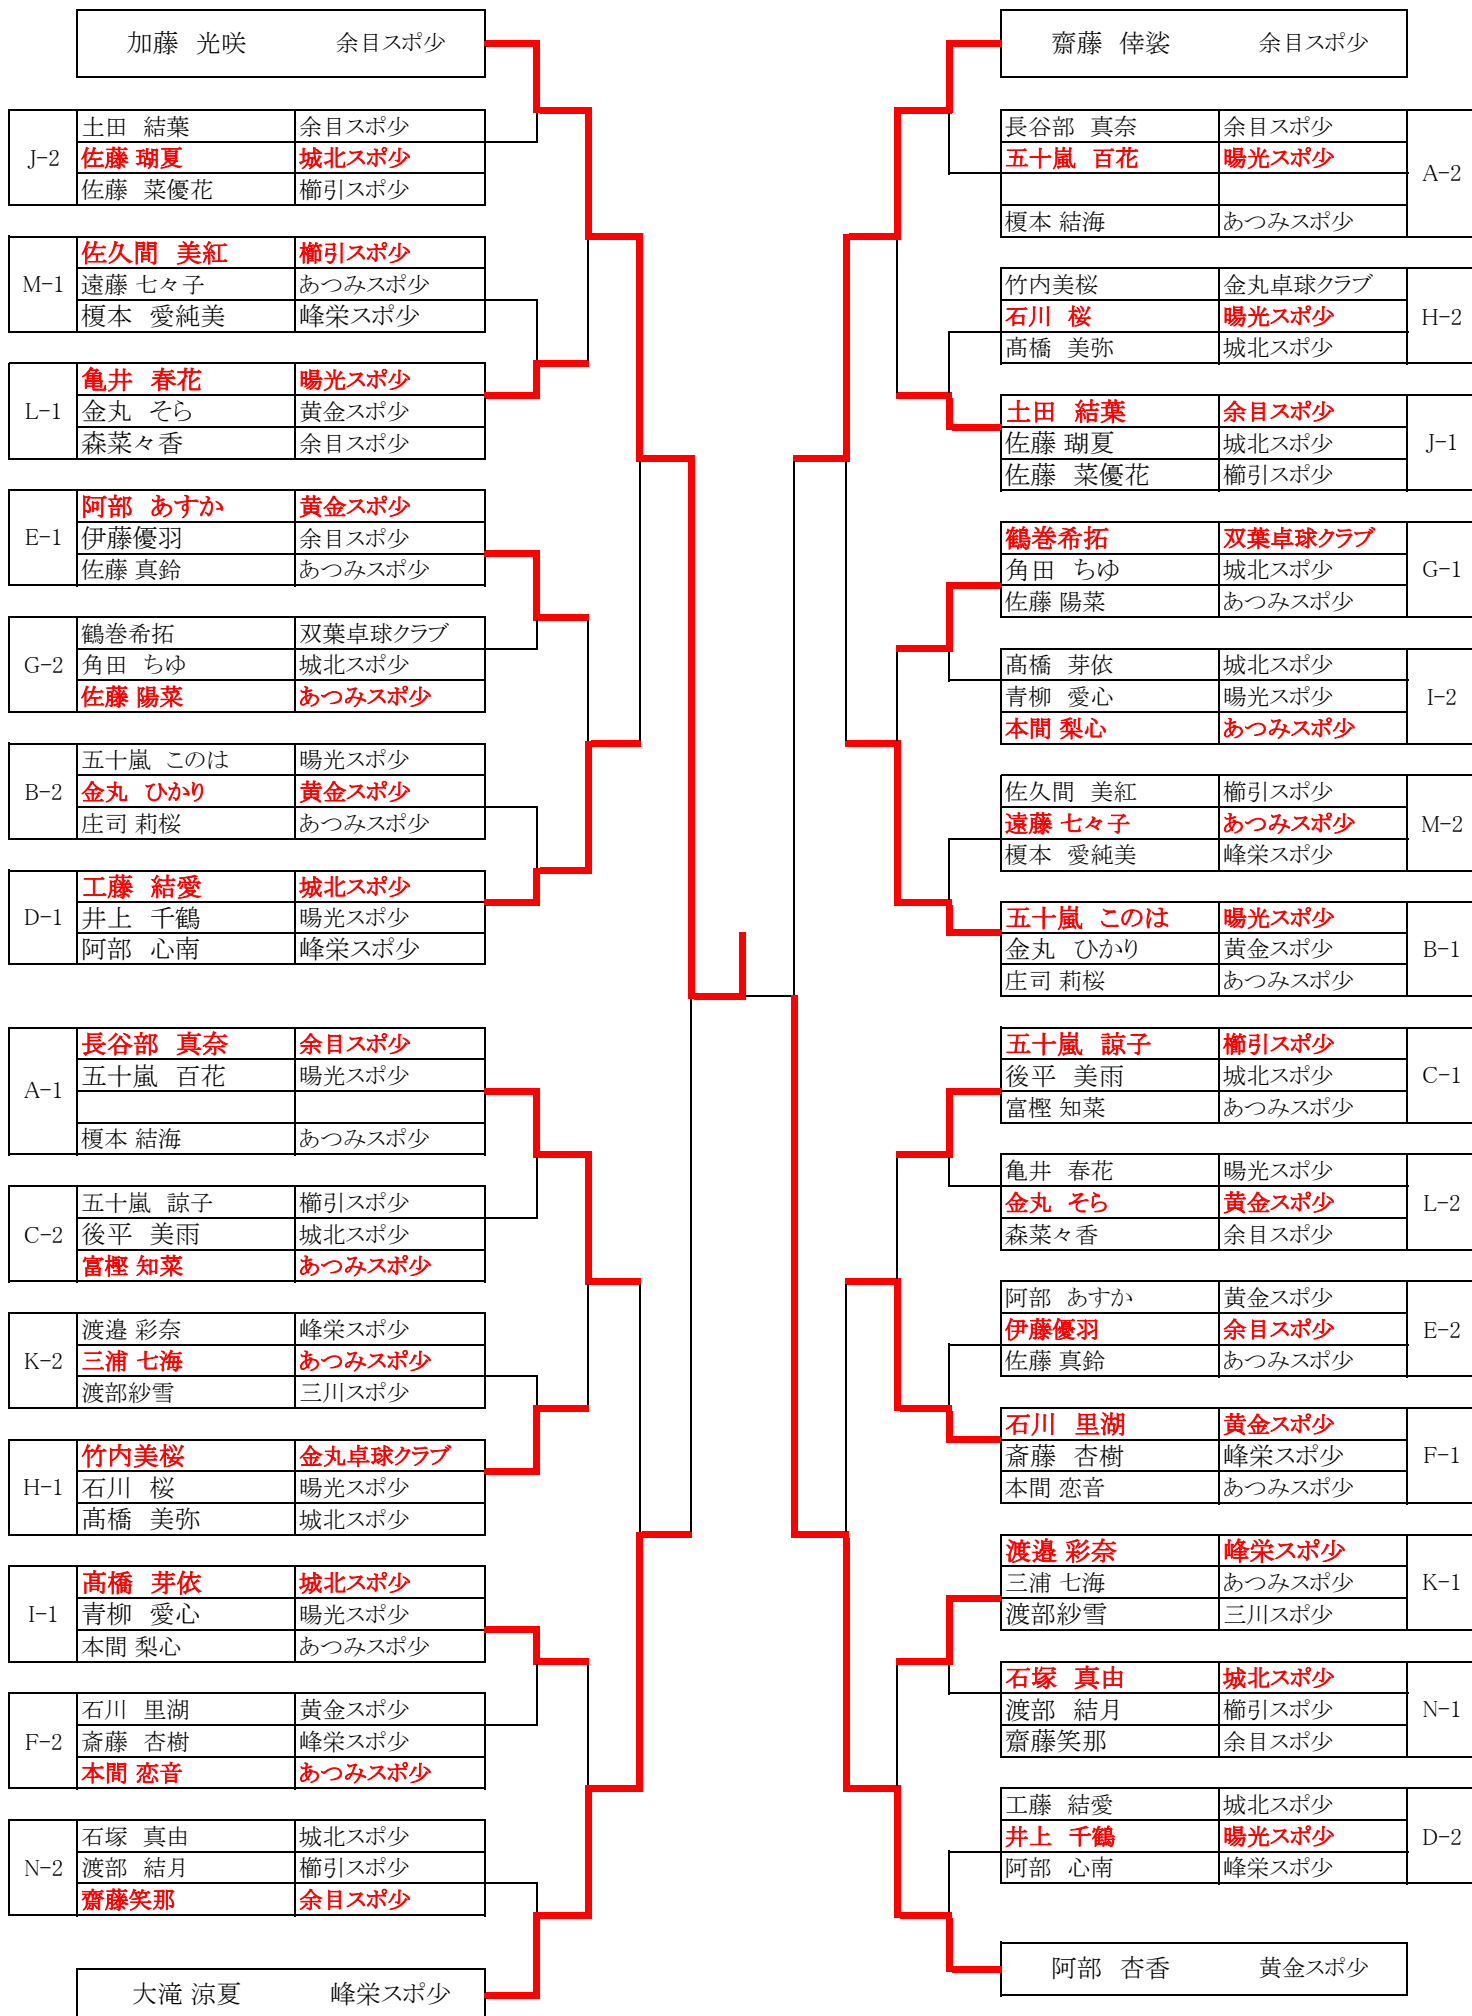 加藤 光咲 余目スポ少
J-2
土田 結葉 余目スポ少
佐藤 瑚夏 城北スポ少
佐藤 菜優花 櫛引スポ少
M-1
佐久間 美紅 櫛引スポ少
遠藤 七々子 あつみスポ少
榎本 愛純美 峰栄スポ少
L-1
亀井 春花 暘光スポ少
金丸 そら 黄金スポ少
森菜々香 余目スポ少
E-1
阿部 あすか 黄金スポ少
伊藤優羽 余目スポ少
佐藤 真鈴 あつみスポ少
G-2
鶴巻希拓 双葉卓球クラブ
角田 ちゆ 城北スポ少
佐藤 陽菜 あつみスポ少
B-2
五十嵐 このは 暘光スポ少
金丸 ひかり 黄金スポ少
庄司 莉桜 あつみスポ少
D-1
工藤 結愛 城北スポ少
井上 千鶴 暘光スポ少
阿部 心南 峰栄スポ少
A-1
長谷部 真奈 余目スポ少
五十嵐 百花 暘光スポ少
榎本 結海 あつみスポ少
C-2
五十嵐 諒子 櫛引スポ少
後平 美雨 城北スポ少
富樫 知菜 あつみスポ少
K-2
渡邉 彩奈 峰栄スポ少
三浦 七海 あつみスポ少
渡部紗雪 三川スポ少
H-1
竹内美桜 金丸卓球クラブ
石川 桜 暘光スポ少
髙橋 美弥 城北スポ少
I-1
髙橋 芽依 城北スポ少
青柳 愛心 暘光スポ少
本間 梨心 あつみスポ少
F-2
石川 里湖 黄金スポ少
斎藤 杏樹 峰栄スポ少
本間 恋音 あつみスポ少
N-2
石塚 真由 城北スポ少
渡部 結月 櫛引スポ少
齋藤笑那 余目スポ少
大滝 涼夏 峰栄スポ少
齋藤 倖裟 余目スポ少
長谷部 真奈 余目スポ少
五十嵐 百花 暘光スポ少
榎本 結海 あつみスポ少
A-2
竹内美桜 金丸卓球クラブ
石川 桜 暘光スポ少
髙橋 美弥 城北スポ少
H-2
土田 結葉 余目スポ少
佐藤 瑚夏 城北スポ少
佐藤 菜優花 櫛引スポ少
J-1
鶴巻希拓 双葉卓球クラブ
角田 ちゆ 城北スポ少
佐藤 陽菜 あつみスポ少
G-1
髙橋 芽依 城北スポ少
青柳 愛心 暘光スポ少
本間 梨心 あつみスポ少
I-2
佐久間 美紅 櫛引スポ少
遠藤 七々子 あつみスポ少
榎本 愛純美 峰栄スポ少
M-2
五十嵐 このは 暘光スポ少
金丸 ひかり 黄金スポ少
庄司 莉桜 あつみスポ少
B-1
五十嵐 諒子 櫛引スポ少
後平 美雨 城北スポ少
富樫 知菜 あつみスポ少
C-1
亀井 春花 暘光スポ少
金丸 そら 黄金スポ少
森菜々香 余目スポ少
L-2
阿部 あすか 黄金スポ少
伊藤優羽 余目スポ少
佐藤 真鈴 あつみスポ少
E-2
石川 里湖 黄金スポ少
斎藤 杏樹 峰栄スポ少
本間 恋音 あつみスポ少
F-1
渡邉 彩奈 峰栄スポ少
三浦 七海 あつみスポ少
渡部紗雪 三川スポ少
K-1
石塚 真由 城北スポ少
渡部 結月 櫛引スポ少
齋藤笑那 余目スポ少
N-1
工藤 結愛 城北スポ少
井上 千鶴 暘光スポ少
阿部 心南 峰栄スポ少
D-2
阿部 杏香 黄金スポ少